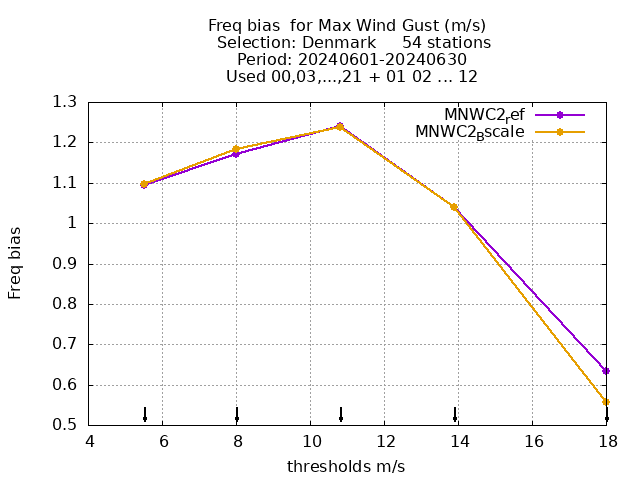 Freq bias  for Max Wind Gust (m/s)
Selection: Denmark     54 stations
Period: 20240601-20240630
Used 00,03,...,21 + 01 02 ... 12
MNWC2_ref
MNWC2_Bscale
1.3
1.2
1.1
1
0.9
0.8
0.7
0.6
0.5
Freq bias
4 6 8 10 12 14 16 18
thresholds m/s